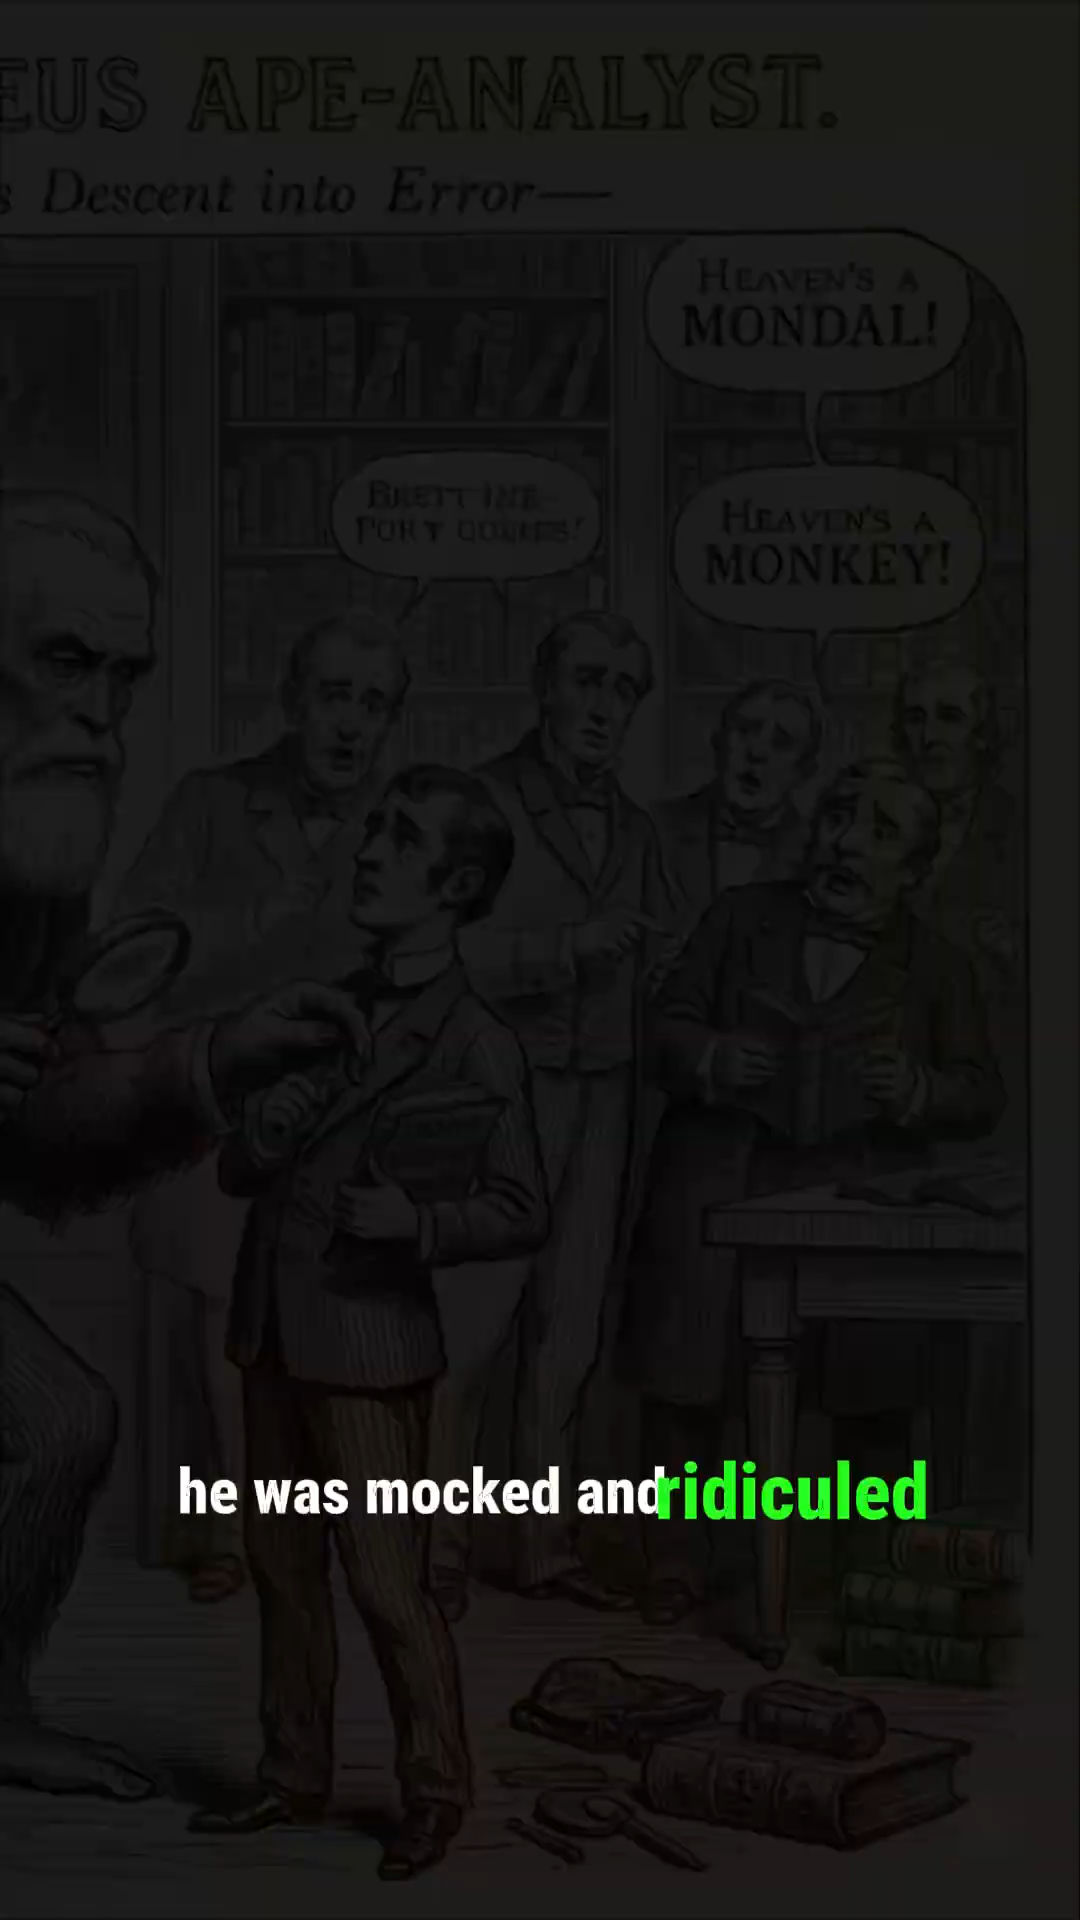 EUS APE-ANALYST.
s Descent into Error—
HEAVEN'S A
MONDAL!
HEAVEN'S A
MONKEY!
he was mocked and ridiculed